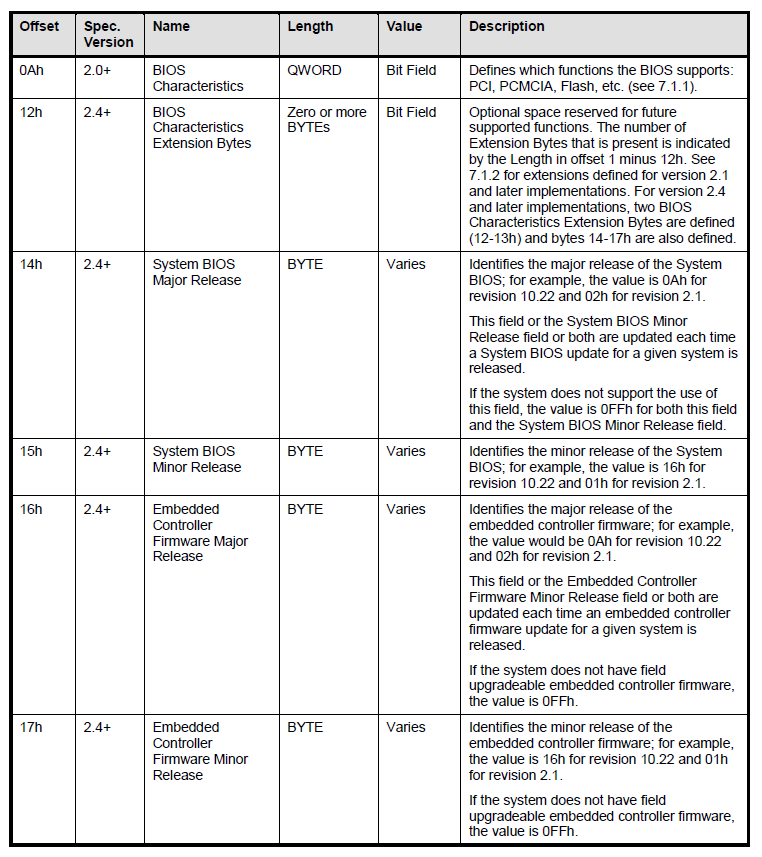 Offset Spec. Version Name Length Value Description
0Ah 2.0+ BIOS Characteristics QWORD Bit Field Defines which functions the BIOS supports:
PCI, PCMCIA, Flash, etc. (see 7.1.1).
12h 2.4+ BIOS Characteristics Extension Bytes Zero or more BYTEs Bit Field Optional space reserved for future
supported functions. The number of
Extension Bytes that is present is indicated
by the Length in offset 1 minus 12h. See
7.1.2 for extensions defined for version 2.1
and later implementations. For version 2.4
and later implementations, two BIOS
Characteristics Extension Bytes are defined
(12-13h) and bytes 14-17h are also defined.
14h 2.4+ System BIOS Major Release BYTE Varies Identifies the major release of the System
BIOS; for example, the value is 0Ah for
revision 10.22 and 02h for revision 2.1.
This field or the System BIOS Minor
Release field or both are updated each time
a System BIOS update for a given system is
released.
If the system does not support the use of
this field, the value is 0FFh for both this field
and the System BIOS Minor Release field.
15h 2.4+ System BIOS Minor Release BYTE Varies Identifies the minor release of the System
BIOS; for example, the value is 16h for
revision 10.22 and 01h for revision 2.1.
16h 2.4+ Embedded Controller Firmware Major Release BYTE Varies Identifies the major release of the
embedded controller firmware; for example,
the value would be 0Ah for revision 10.22
and 02h for revision 2.1.
This field or the Embedded Controller
Firmware Minor Release field or both are
updated each time an embedded controller
firmware update for a given system is
released.
If the system does not have field
upgradeable embedded controller firmware,
the value is 0FFh.
17h 2.4+ Embedded Controller Firmware Minor Release BYTE Varies Identifies the minor release of the
embedded controller firmware; for example,
the value is 16h for revision 10.22 and 01h
for revision 2.1.
If the system does not have field
upgradeable embedded controller firmware,
the value is 0FFh.